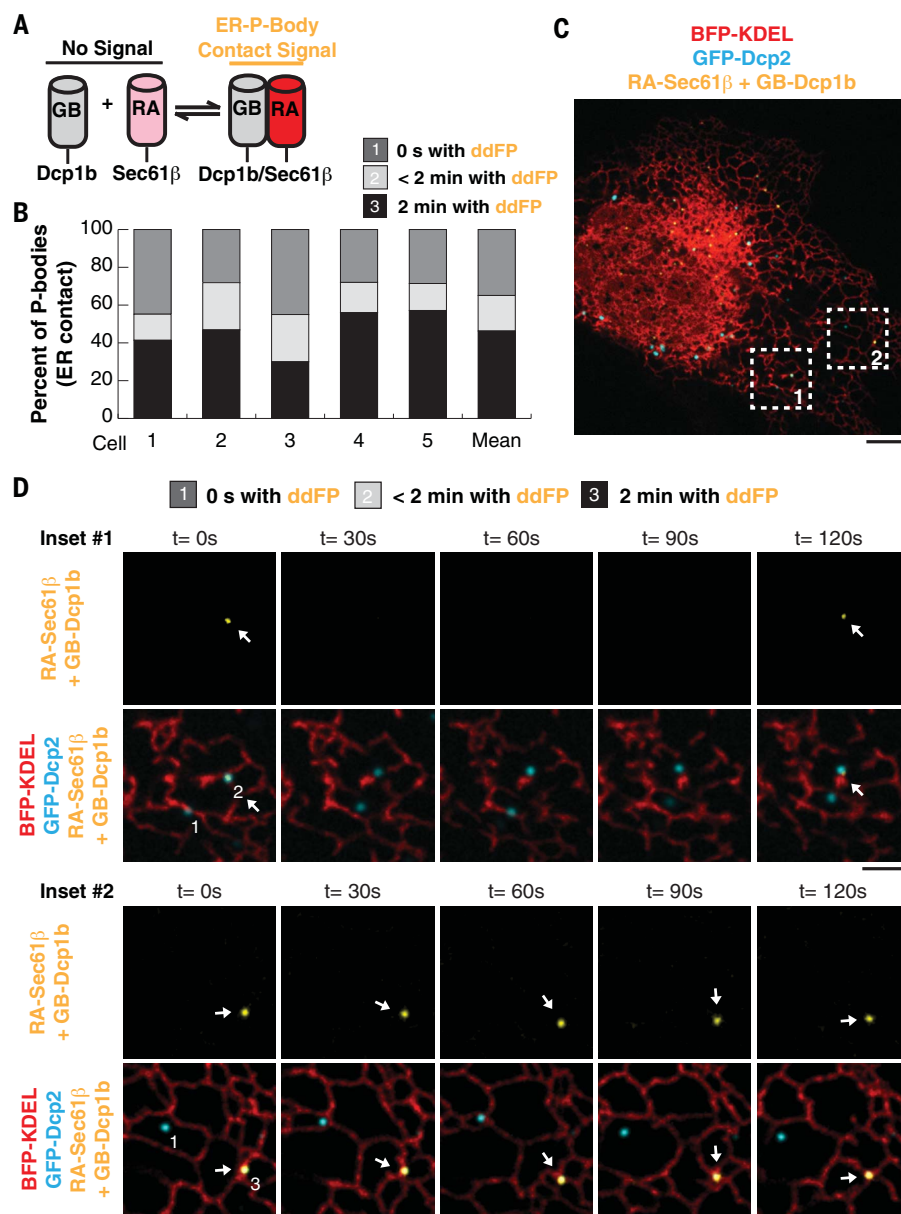 A
No Signal
ER-P-Body
Contact Signal
GB
+
RA
GB
RA
Dcp1b
Sec61β
Dcp1b/Sec61β
1 0 s with ddFP
2 < 2 min with ddFP
3 2 min with ddFP
B
Percent of P-bodies
(ER contact)
100
80
60
40
20
0
Cell 1 2 3 4 5 Mean
C
BFP-KDEL
GFP-Dcp2
RA-Sec61β + GB-Dcp1b
1
2
D
1 0 s with ddFP 2 < 2 min with ddFP 3 2 min with ddFP
Inset #1 t= 0s t= 30s t= 60s t= 90s t= 120s
RA-Sec61β
+ GB-Dcp1b
BFP-KDEL
GFP-Dcp2
RA-Sec61β
+ GB-Dcp1b
2
1
Inset #2 t= 0s t= 30s t= 60s t= 90s t= 120s
RA-Sec61β
+ GB-Dcp1b
BFP-KDEL
GFP-Dcp2
RA-Sec61β
+ GB-Dcp1b
1
3